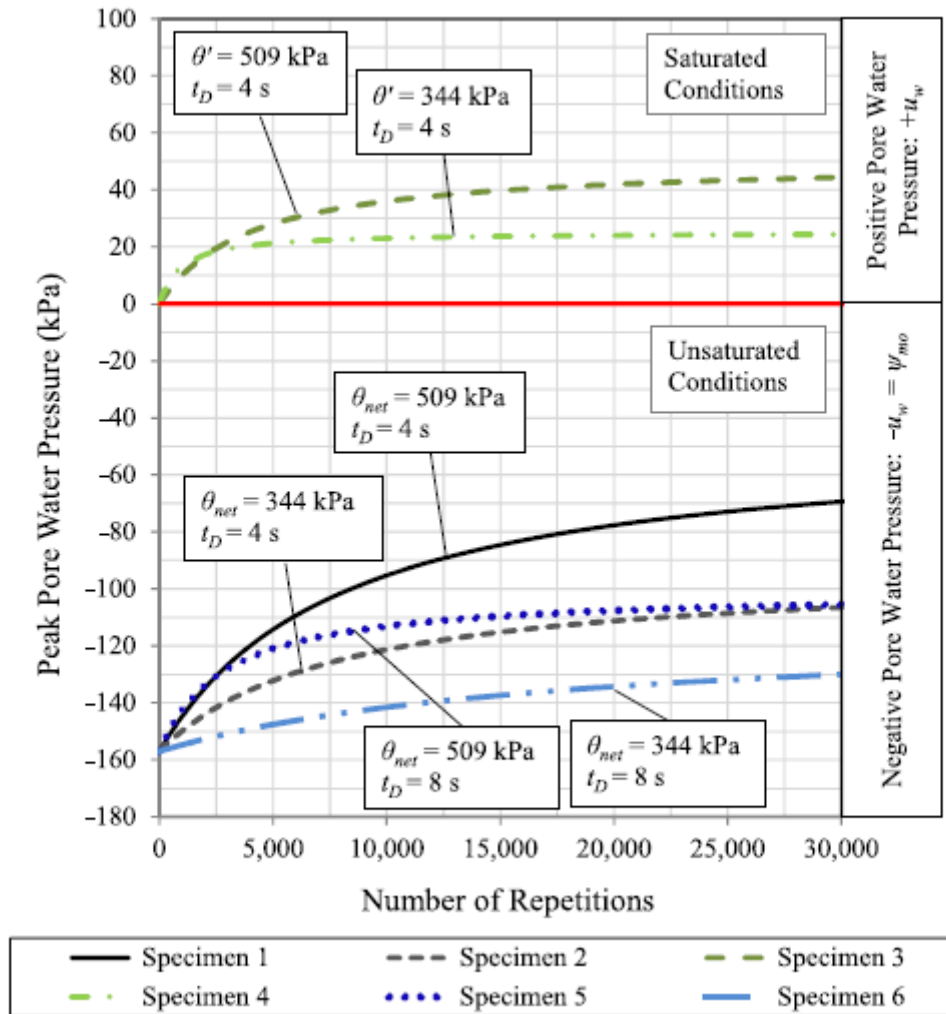 100
80
60
40
20
0
-20
-40
-60
-80
-100
-120
-140
-160
-180
Peak Pore Water Pressure (kPa)
θ′ = 509 kPa
t_D = 4 s
θ′ = 344 kPa
t_D = 4 s
Saturated
Conditions
Positive Pore Water
Pressure: +u_w
Unsaturated
Conditions
θ_net = 509 kPa
t_D = 4 s
θ_net = 344 kPa
t_D = 4 s
θ_net = 509 kPa
t_D = 8 s
θ_net = 344 kPa
t_D = 8 s
Negative Pore Water Pressure: -u_w = ψ_mo
0 5,000 10,000 15,000 20,000 25,000 30,000
Number of Repetitions
Specimen 1 Specimen 2 Specimen 3
Specimen 4 Specimen 5 Specimen 6